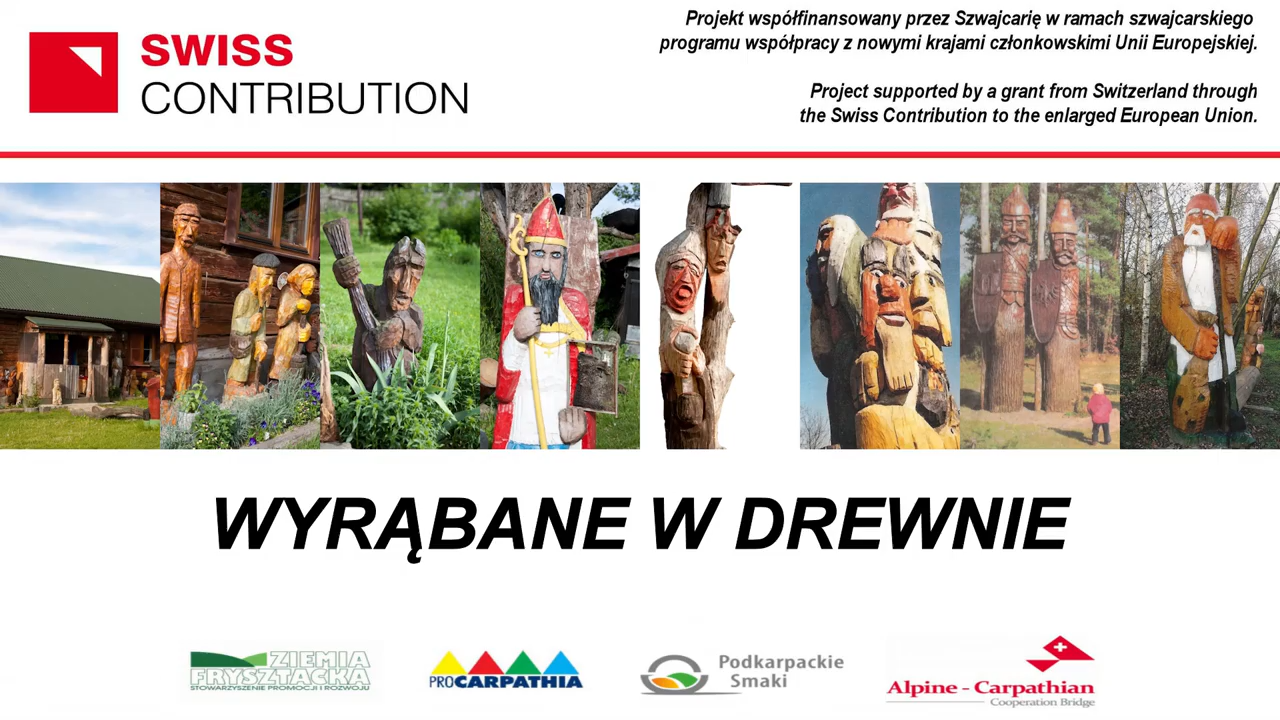 SWISS
CONTRIBUTION
Projekt współfinansowany przez Szwajcarię w ramach szwajcarskiego
programu współpracy z nowymi krajami członkowskimi Unii Europejskiej.
Project supported by a grant from Switzerland through
the Swiss Contribution to the enlarged European Union.
WYRĄBANE W DREWNIE
ZIEMIA
FRYSZTACKA
STOWARZYSZENIE PROMOCJI I ROZWOJU
PROCARPATHIA
Podkarpackie
Smaki
Alpine - Carpathian
Cooperation Bridge